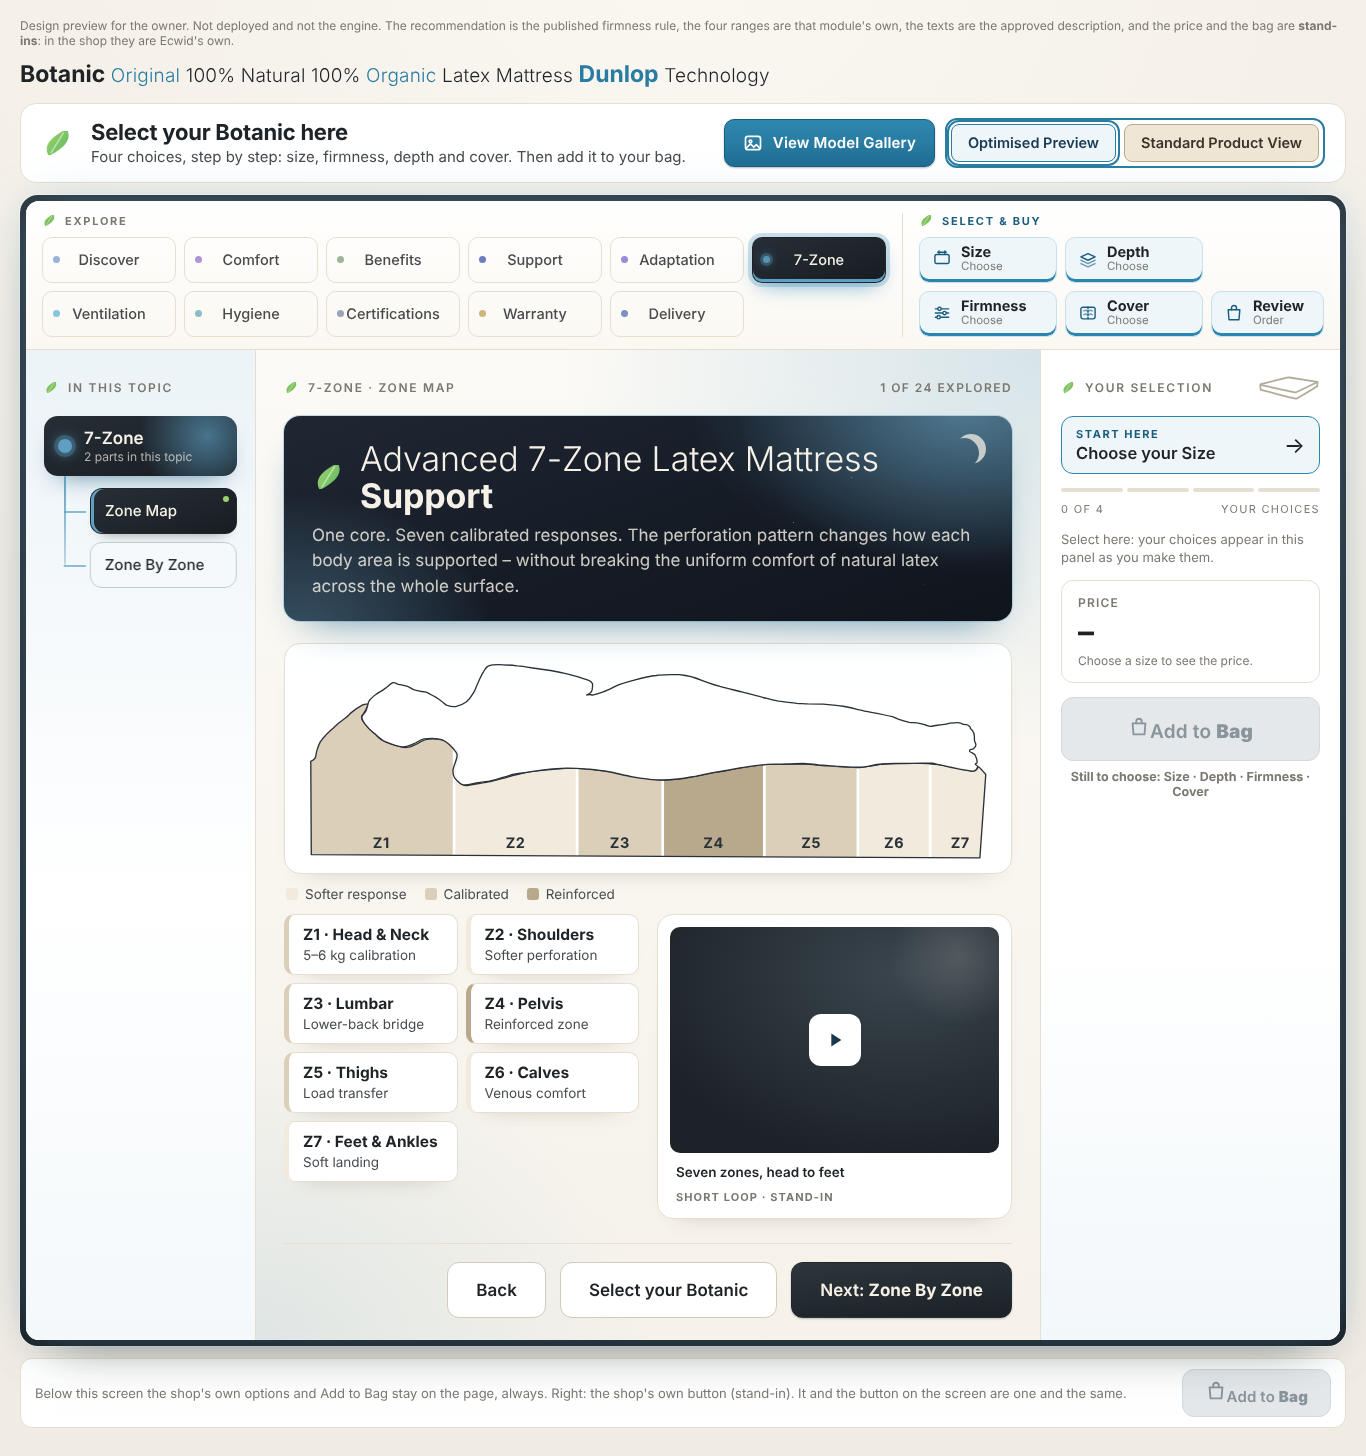 Design preview for the owner. Not deployed and not the engine. The recommendation is the published firmness rule, the four ranges are that module's own, the texts are the approved description, and the price and the bag are stand-
ins: in the shop they are Ecwid's own.
Botanic Original 100% Natural 100% Organic Latex Mattress Dunlop Technology
Select your Botanic here
Four choices, step by step: size, firmness, depth and cover. Then add it to your bag.
View Model Gallery
Optimised Preview
Standard Product View
EXPLORE
Discover
Comfort
Benefits
Support
Adaptation
7-Zone
Ventilation
Hygiene
Certifications
Warranty
Delivery
SELECT & BUY
Size
Choose
Depth
Choose
Firmness
Choose
Cover
Choose
Review
Order
IN THIS TOPIC
7-Zone
2 parts in this topic
Zone Map
Zone By Zone
7-ZONE · ZONE MAP
1 OF 24 EXPLORED
Advanced 7-Zone Latex Mattress
Support
One core. Seven calibrated responses. The perforation pattern changes how each
body area is supported – without breaking the uniform comfort of natural latex
across the whole surface.
Z1
Z2
Z3
Z4
Z5
Z6
Z7
Softer response
Calibrated
Reinforced
Z1 · Head & Neck
5–6 kg calibration
Z2 · Shoulders
Softer perforation
Z3 · Lumbar
Lower-back bridge
Z4 · Pelvis
Reinforced zone
Z5 · Thighs
Load transfer
Z6 · Calves
Venous comfort
Z7 · Feet & Ankles
Soft landing
Seven zones, head to feet
SHORT LOOP · STAND-IN
Back
Select your Botanic
Next: Zone By Zone
YOUR SELECTION
START HERE
Choose your Size
0 OF 4
YOUR CHOICES
Select here: your choices appear in this
panel as you make them.
PRICE
–
Choose a size to see the price.
Add to Bag
Still to choose: Size · Depth · Firmness ·
Cover
Below this screen the shop's own options and Add to Bag stay on the page, always. Right: the shop's own button (stand-in). It and the button on the screen are one and the same.
Add to Bag